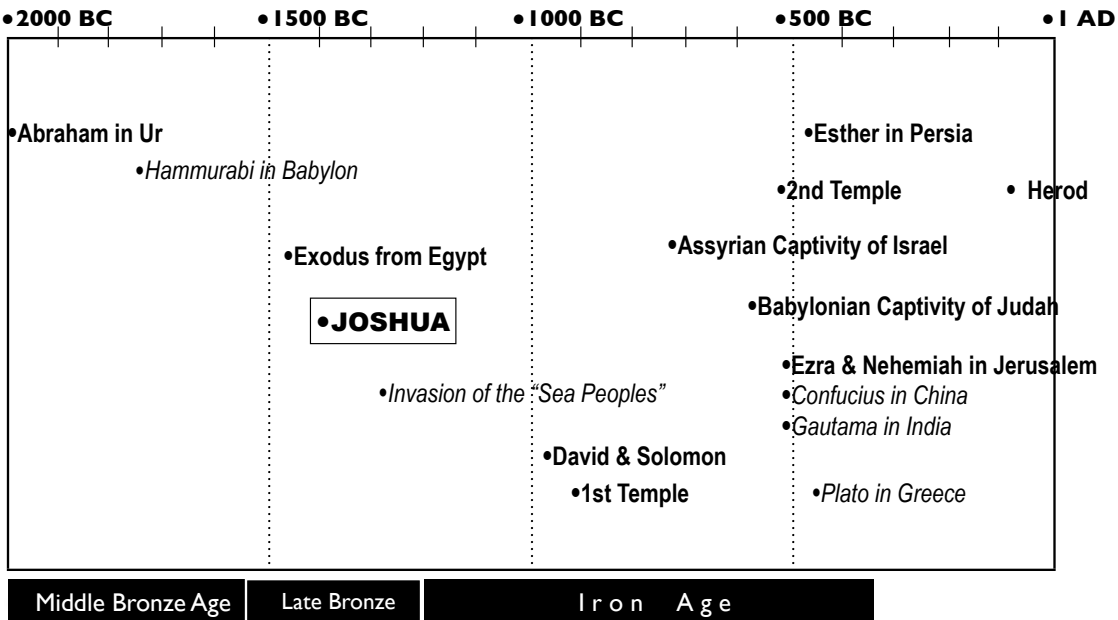 •2000 BC •1500 BC •1000 BC •500 BC •1 AD
•Abraham in Ur •Esther in Persia
•Hammurabi in Babylon
•2nd Temple • Herod
•Assyrian Captivity of Israel
•Exodus from Egypt
•Babylonian Captivity of Judah
•JOSHUA
•Ezra & Nehemiah in Jerusalem
•Invasion of the “Sea Peoples” •Confucius in China
•Gautama in India
•David & Solomon
•1st Temple •Plato in Greece
Middle Bronze Age Late Bronze Iron Age